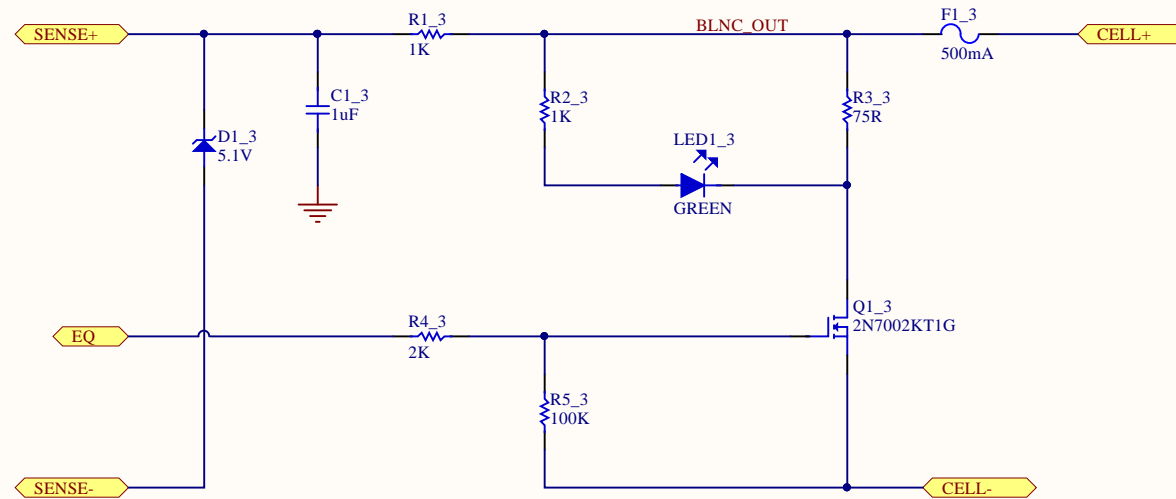 R1_3
BLNC_OUT
F1_3
SENSE+
CELL+
1K
500mA
C1_3
1uF
R2_3
1K
R3_3
75R
D1_3
5.1V
LED1_3
GREEN
Q1_3
2N7002KT1G
R4_3
EQ
2K
R5_3
100K
SENSE-
CELL-